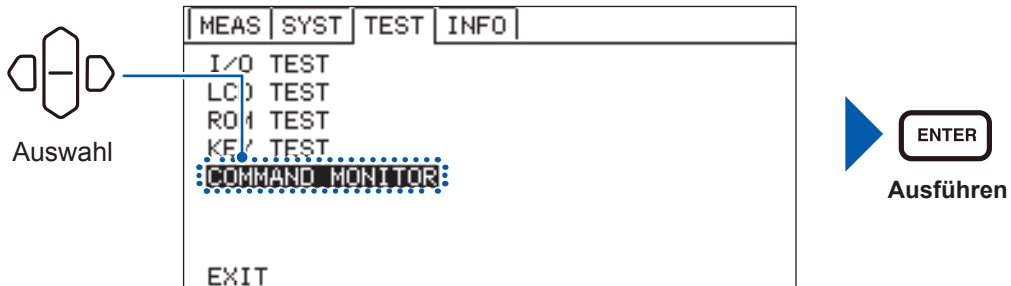 MEAS SYST TEST INFO
I/O TEST
LCD TEST
ROM TEST
KEY TEST
COMMAND MONITOR
EXIT
Auswahl
ENTER
Ausführen